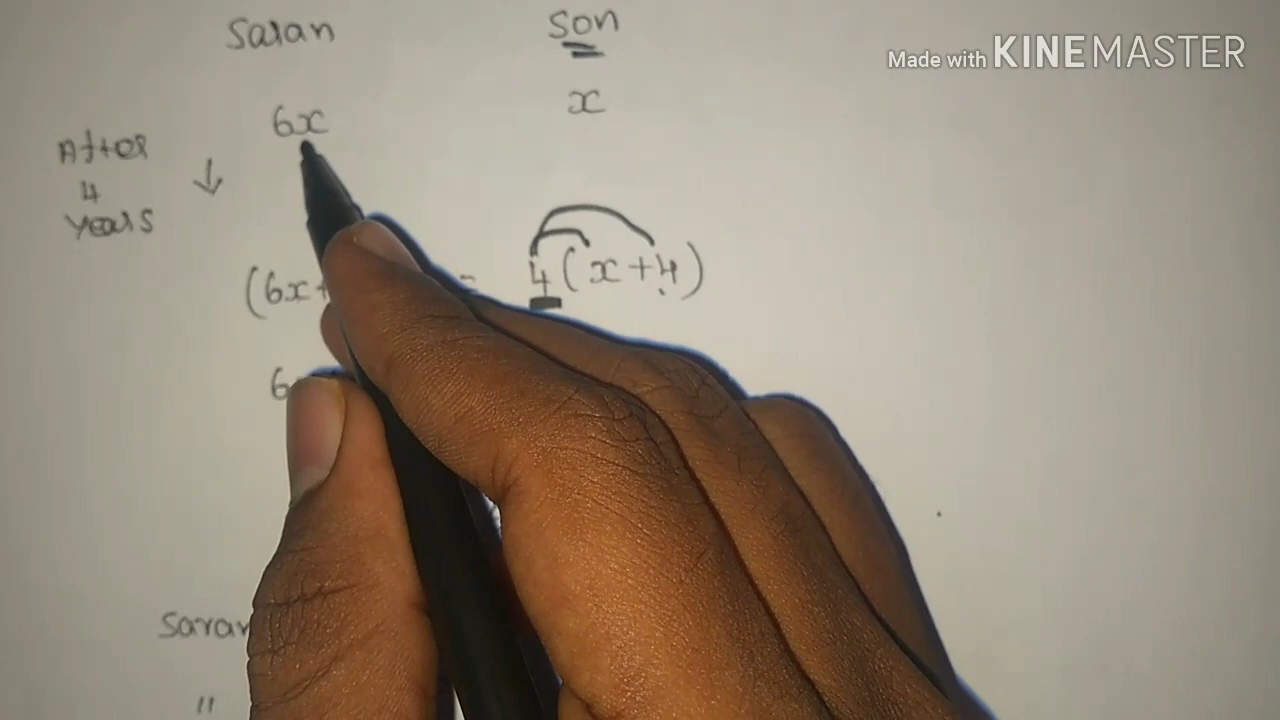 Saran Son
Made with KINEMASTER
6x x
After
4
Years
(6x+ = 4(x+4)
6
Saran
"